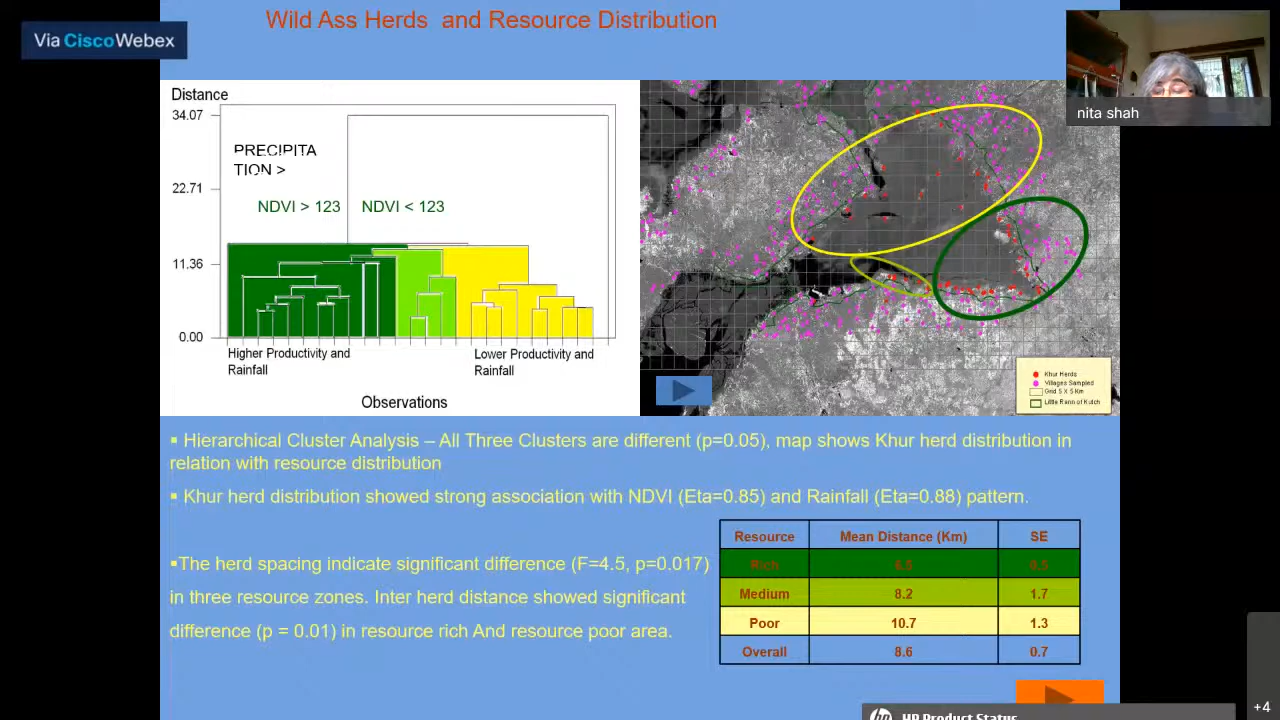 Wild Ass Herds and Resource Distribution
Via CiscoWebex
nita shah
Distance
34.07
22.71
11.36
0.00
PRECIPITA
TION >
NDVI > 123
NDVI < 123
Higher Productivity and
Rainfall
Lower Productivity and
Rainfall
Observations
Khur Herds
Villages Sampled
Grid 5 X 5 Km
Little Rann of Kutch
▪ Hierarchical Cluster Analysis – All Three Clusters are different (p=0.05), map shows Khur herd distribution in
relation with resource distribution
▪ Khur herd distribution showed strong association with NDVI (Eta=0.85) and Rainfall (Eta=0.88) pattern.
▪The herd spacing indicate significant difference (F=4.5, p=0.017)
in three resource zones. Inter herd distance showed significant
difference (p = 0.01) in resource rich And resource poor area.
Resource Mean Distance (Km) SE
Rich 6.5 0.5
Medium 8.2 1.7
Poor 10.7 1.3
Overall 8.6 0.7
HP Product Status
+4